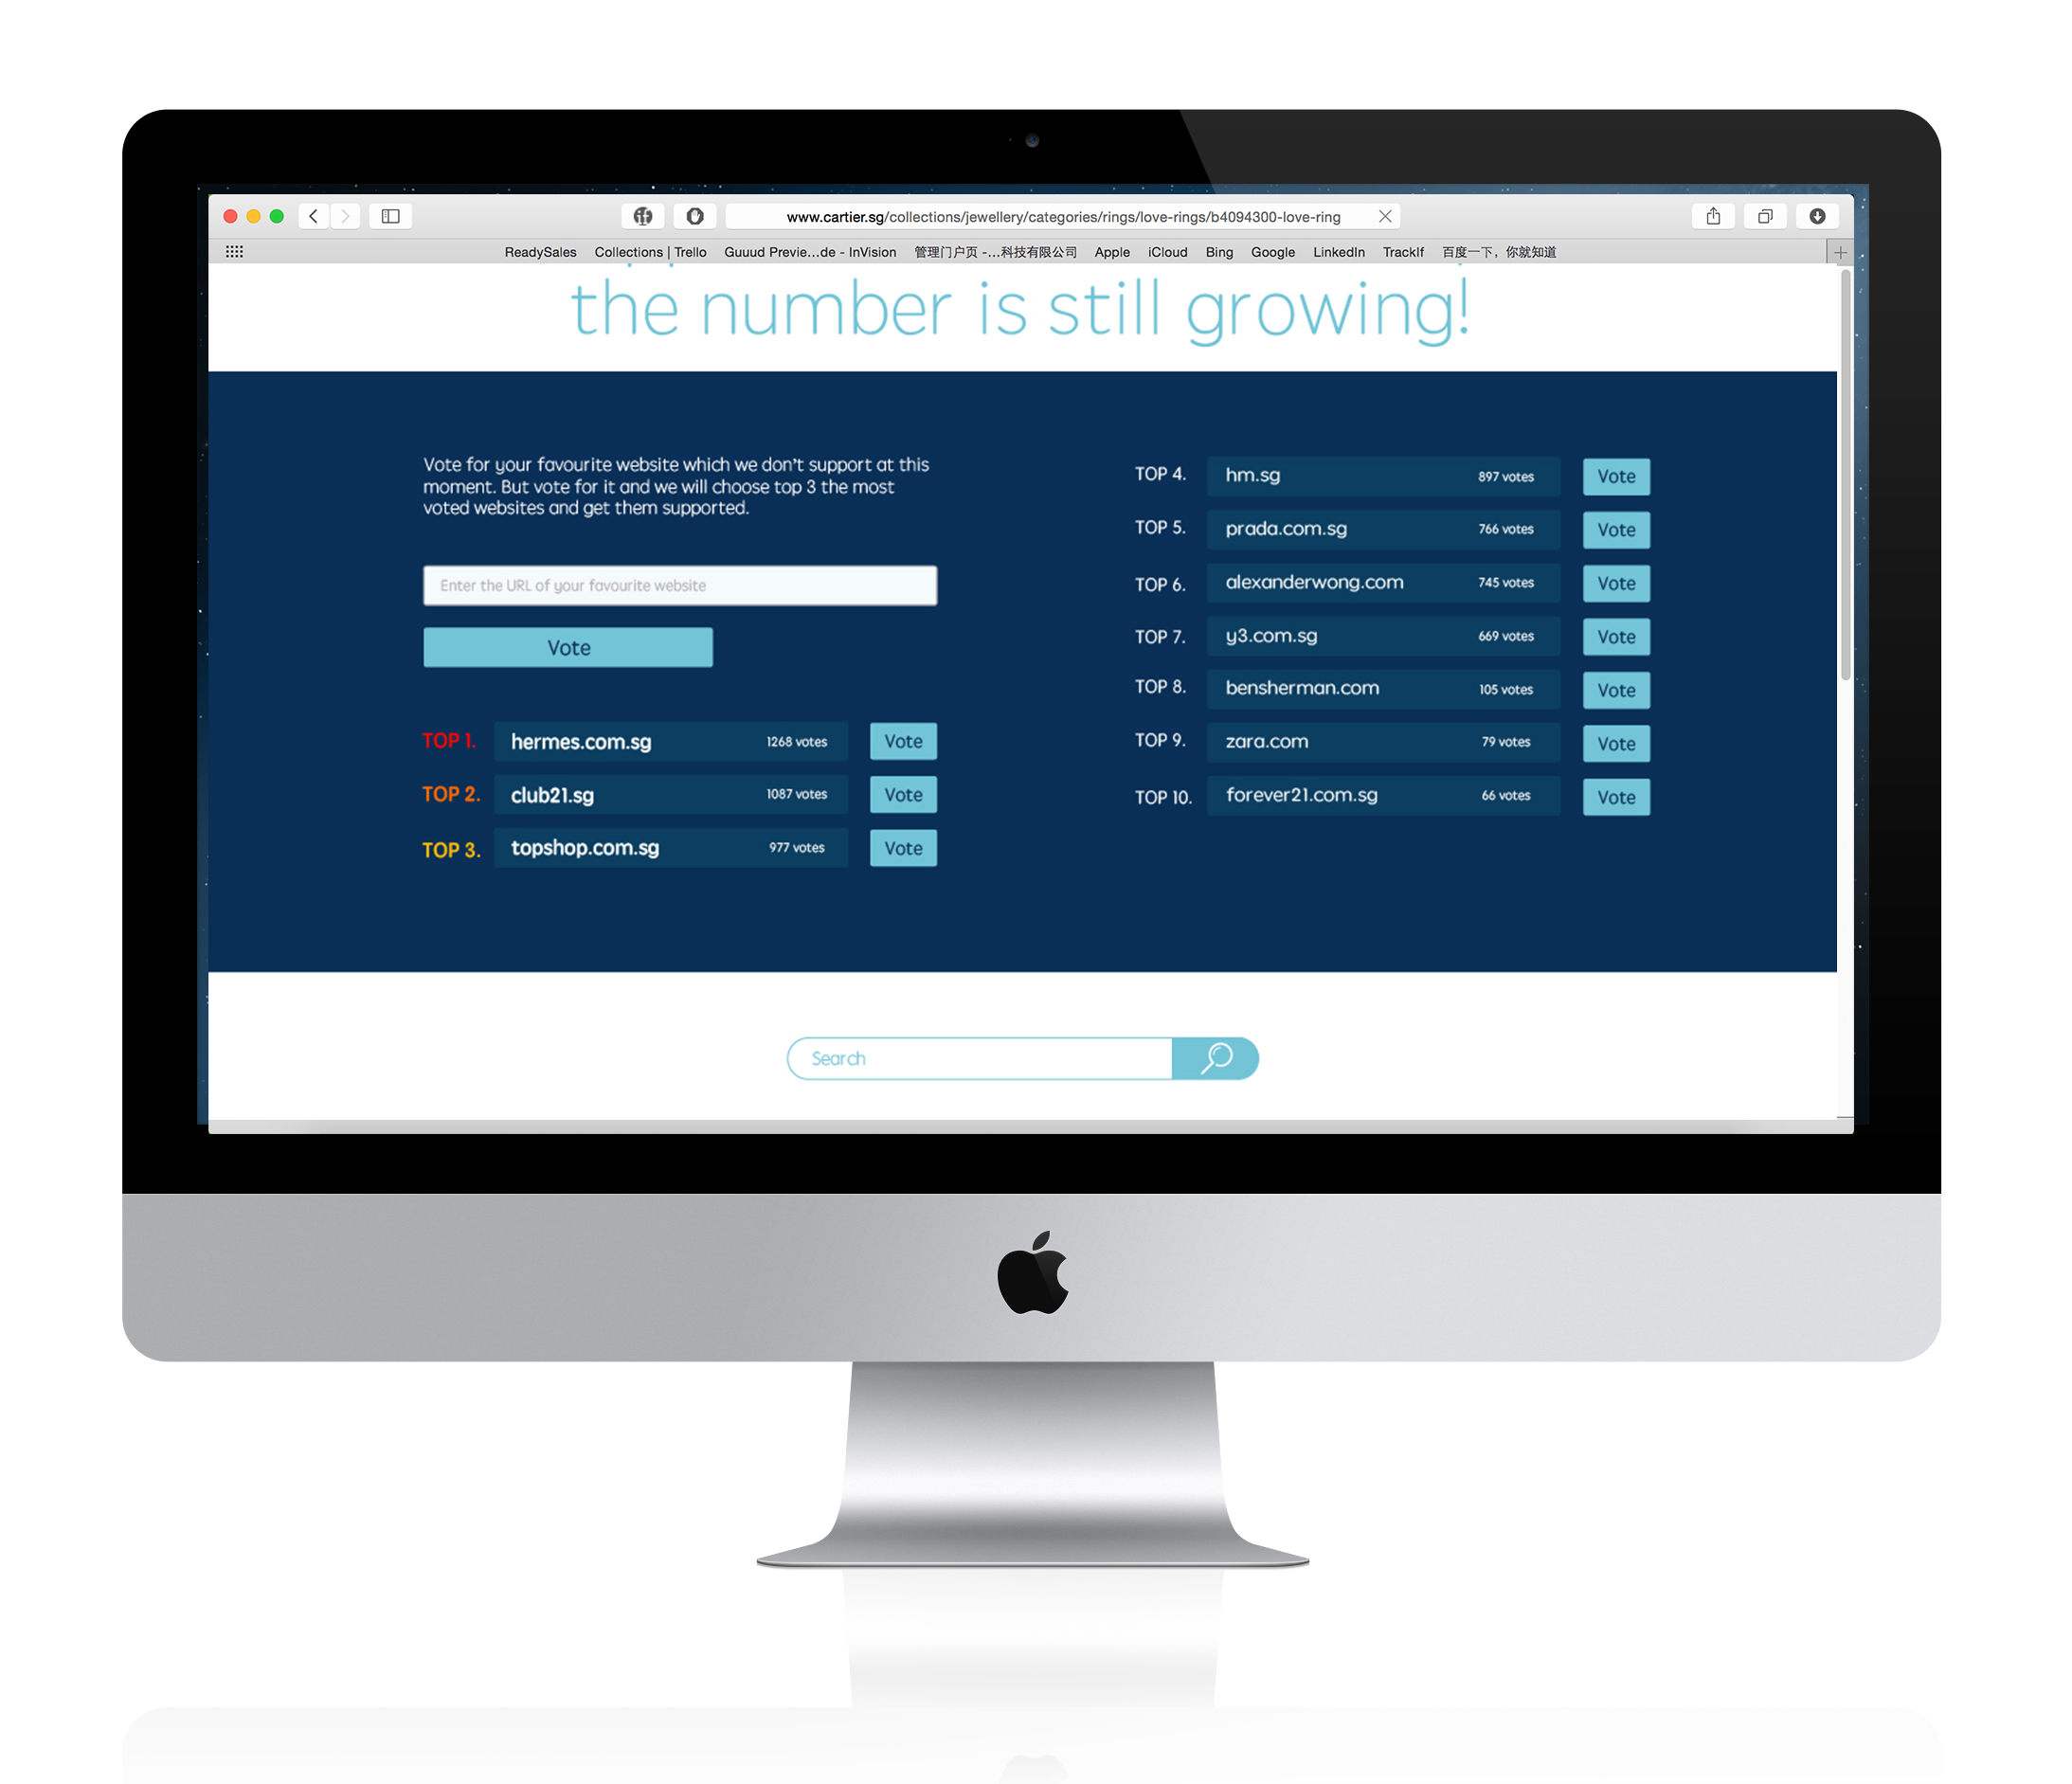 www.cartier.sg/collections/jewellery/categories/rings/love-rings/b4094300-love-ring
ReadySales Collections | Trello Guuud Previe...de - InVision 管理门户页 -...科技有限公司 Apple iCloud Bing Google LinkedIn TrackIf 百度一下，你就知道
the number is still growing!
Vote for your favourite website which we don't support at this
moment. But vote for it and we will choose top 3 the most
voted websites and get them supported.
Enter the URL of your favourite website
Vote
TOP 1. hermes.com.sg 1268 votes Vote
TOP 2. club21.sg 1087 votes Vote
TOP 3. topshop.com.sg 977 votes Vote
TOP 4. hm.sg 897 votes Vote
TOP 5. prada.com.sg 766 votes Vote
TOP 6. alexanderwong.com 745 votes Vote
TOP 7. y3.com.sg 669 votes Vote
TOP 8. bensherman.com 105 votes Vote
TOP 9. zara.com 79 votes Vote
TOP 10. forever21.com.sg 66 votes Vote
Search